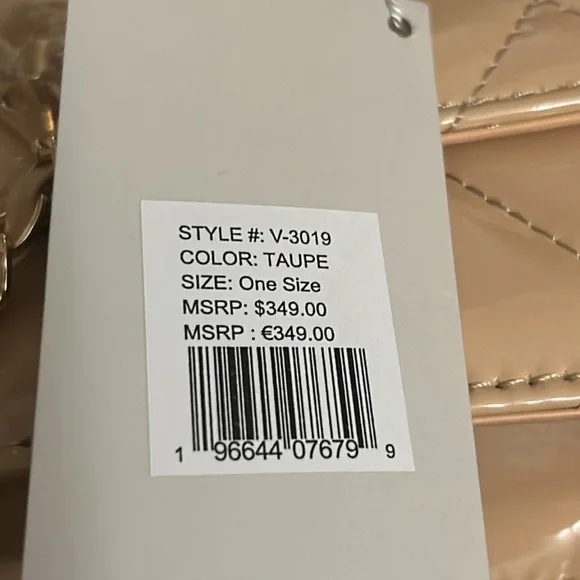 STYLE #: V-3019
COLOR: TAUPE
SIZE: One Size
MSRP: $349.00
MSRP : €349.00
1 96644 07679 9